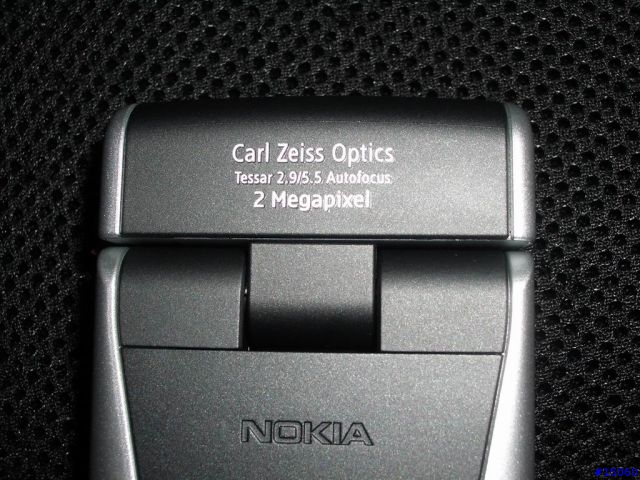 Carl Zeiss Optics
Tessar 2.9/5.5 Autofocus
2 Megapixel
NOKIA